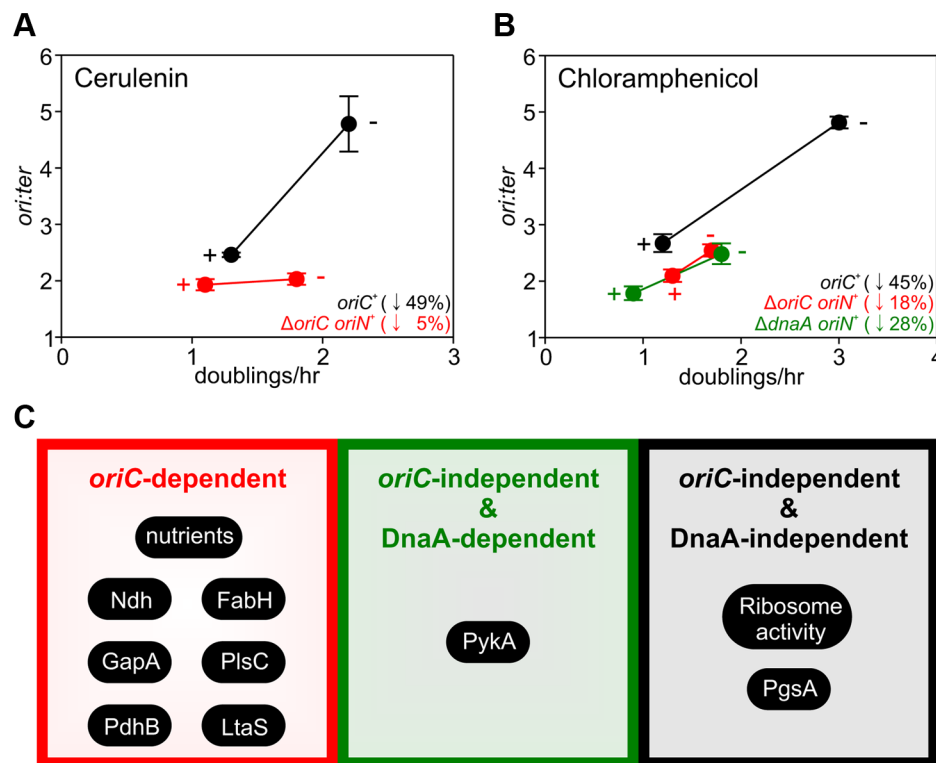 A
Cerulenin
6
5
4
3
2
1
ori:ter
-
+
+
-
oriC⁺ (↓ 49%)
ΔoriC oriN⁺ (↓ 5%)
0
1
2
3
doublings/hr
B
Chloramphenicol
6
5
4
3
2
1
ori:ter
-
+
-
-
+
+
oriC⁺ (↓ 45%)
ΔoriC oriN⁺ (↓ 18%)
ΔdnaA oriN⁺ (↓ 28%)
0
1
2
3
4
doublings/hr
C
oriC-dependent
nutrients
Ndh
FabH
GapA
PlsC
PdhB
LtaS
oriC-independent
&
DnaA-dependent
PykA
oriC-independent
&
DnaA-independent
Ribosome
activity
PgsA